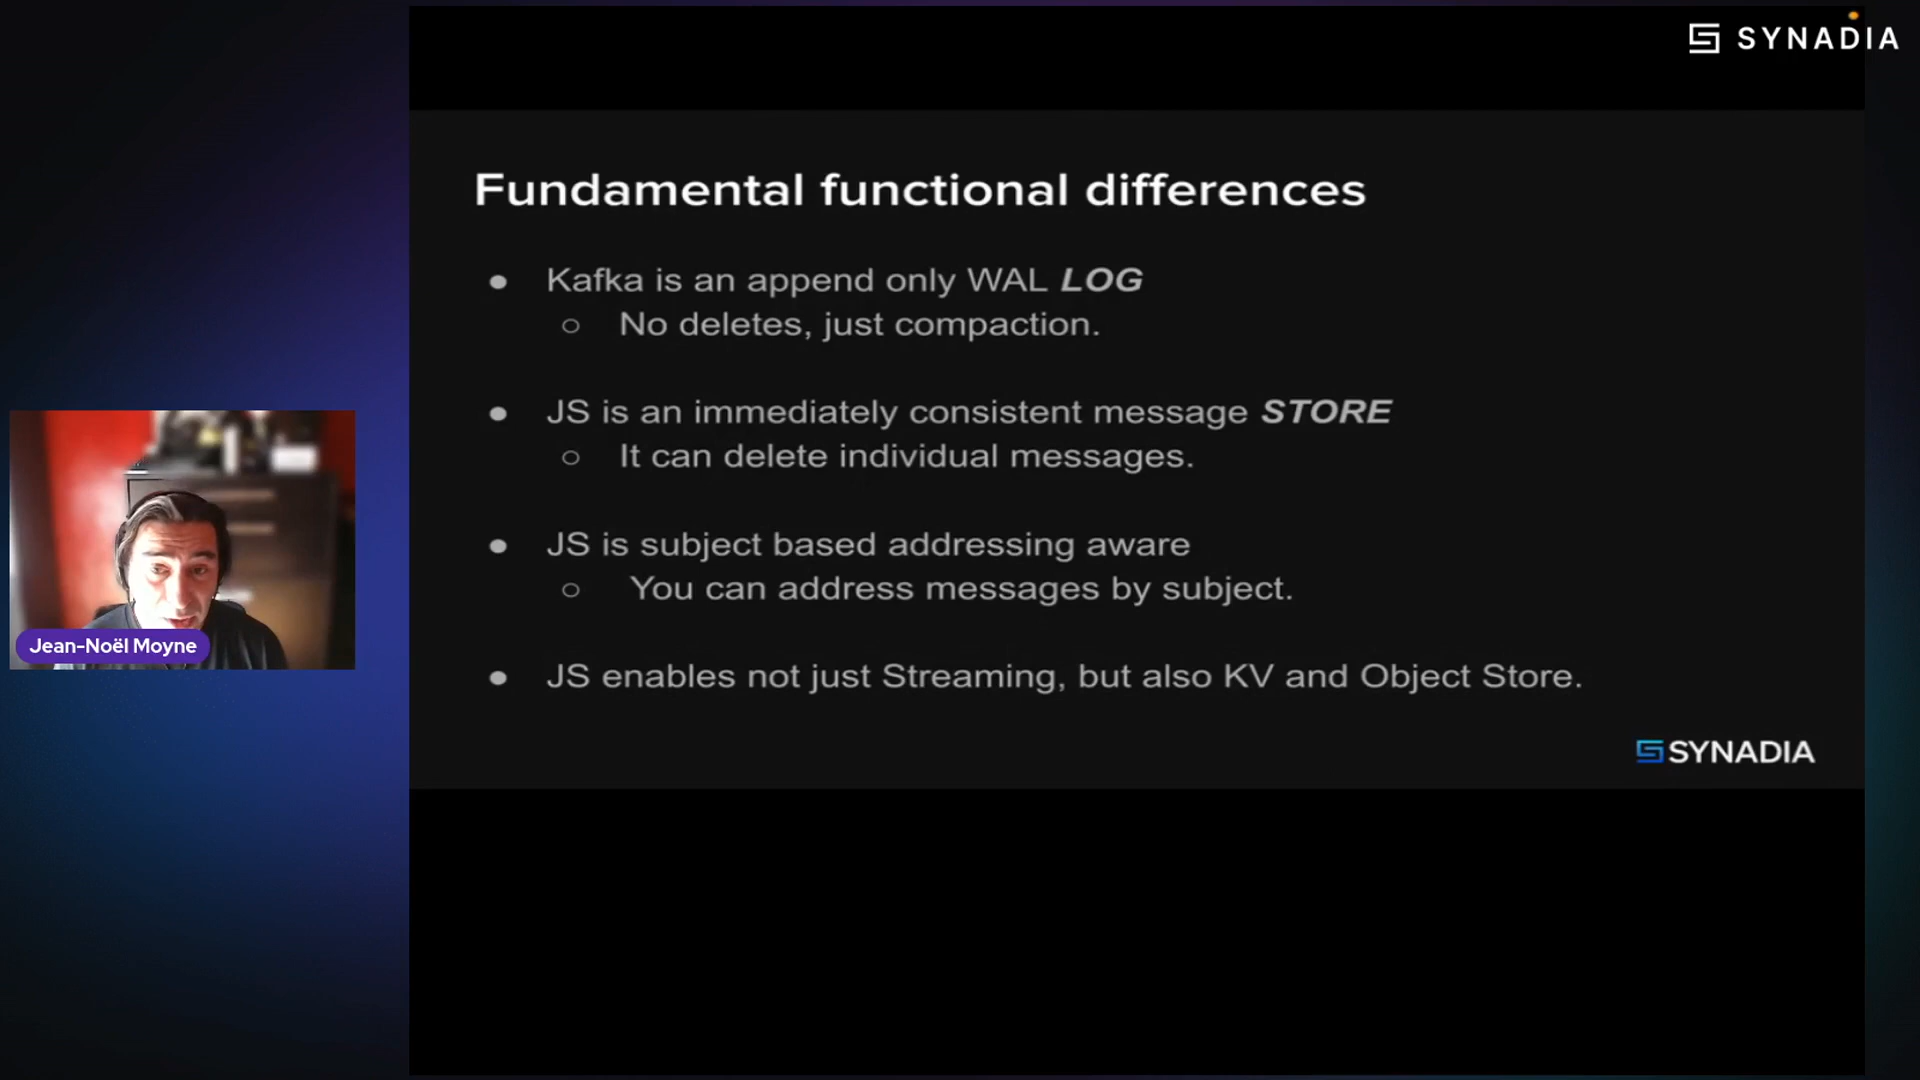 SYNADIA
Fundamental functional differences
● Kafka is an append only WAL LOG
○ No deletes, just compaction.
● JS is an immediately consistent message STORE
○ It can delete individual messages.
● JS is subject based addressing aware
○ You can address messages by subject.
● JS enables not just Streaming, but also KV and Object Store.
Jean-Noël Moyne
SYNADIA